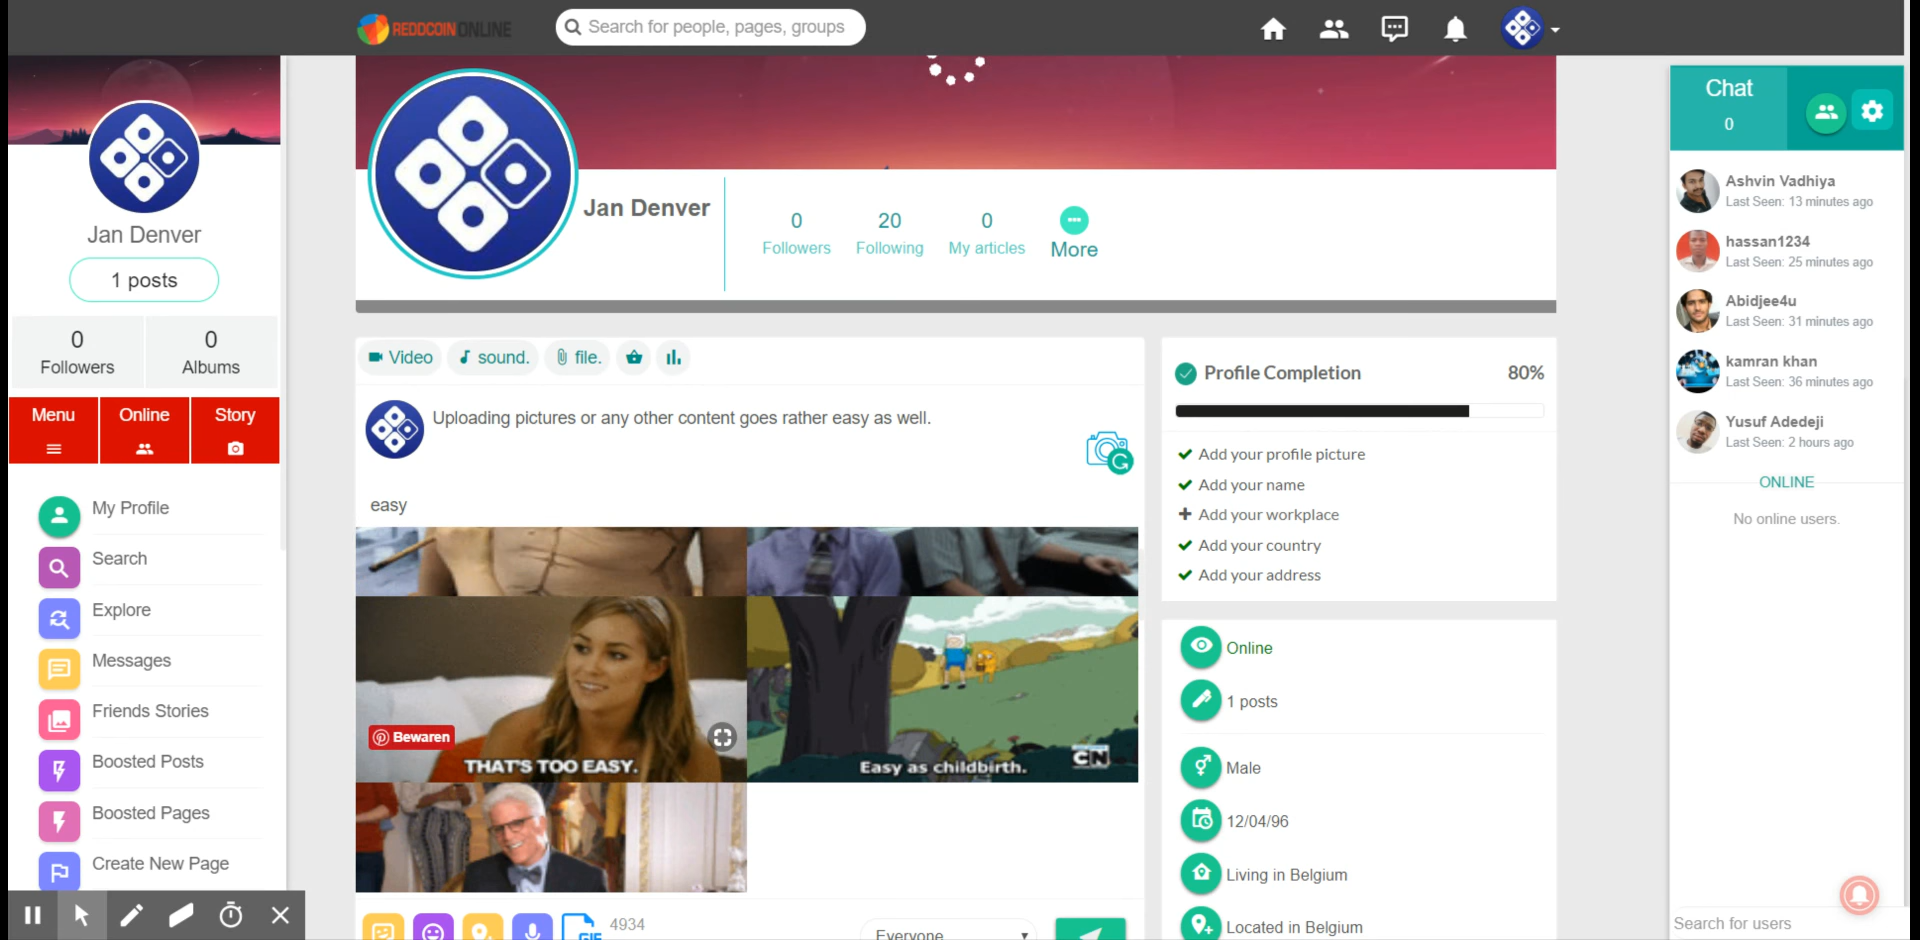 REDDCOIN ONLINE
Search for people, pages, groups
Jan Denver
1 posts
0
Followers
0
Albums
Menu
Online
Story
My Profile
Search
Explore
Messages
Friends Stories
Boosted Posts
Boosted Pages
Create New Page
Jan Denver
0
Followers
20
Following
0
My articles
More
Video
sound.
file.
Uploading pictures or any other content goes rather easy as well.
easy
Bewaren
THAT'S TOO EASY.
Easy as childbirth.
CN
GIF
4934
Everyone
Profile Completion
80%
Add your profile picture
Add your name
Add your workplace
Add your country
Add your address
Online
1 posts
Male
12/04/96
Living in Belgium
Located in Belgium
Chat
0
Ashvin Vadhiya
Last Seen: 13 minutes ago
hassan1234
Last Seen: 25 minutes ago
Abidjee4u
Last Seen: 31 minutes ago
kamran khan
Last Seen: 36 minutes ago
Yusuf Adedeji
Last Seen: 2 hours ago
ONLINE
No online users.
Search for users